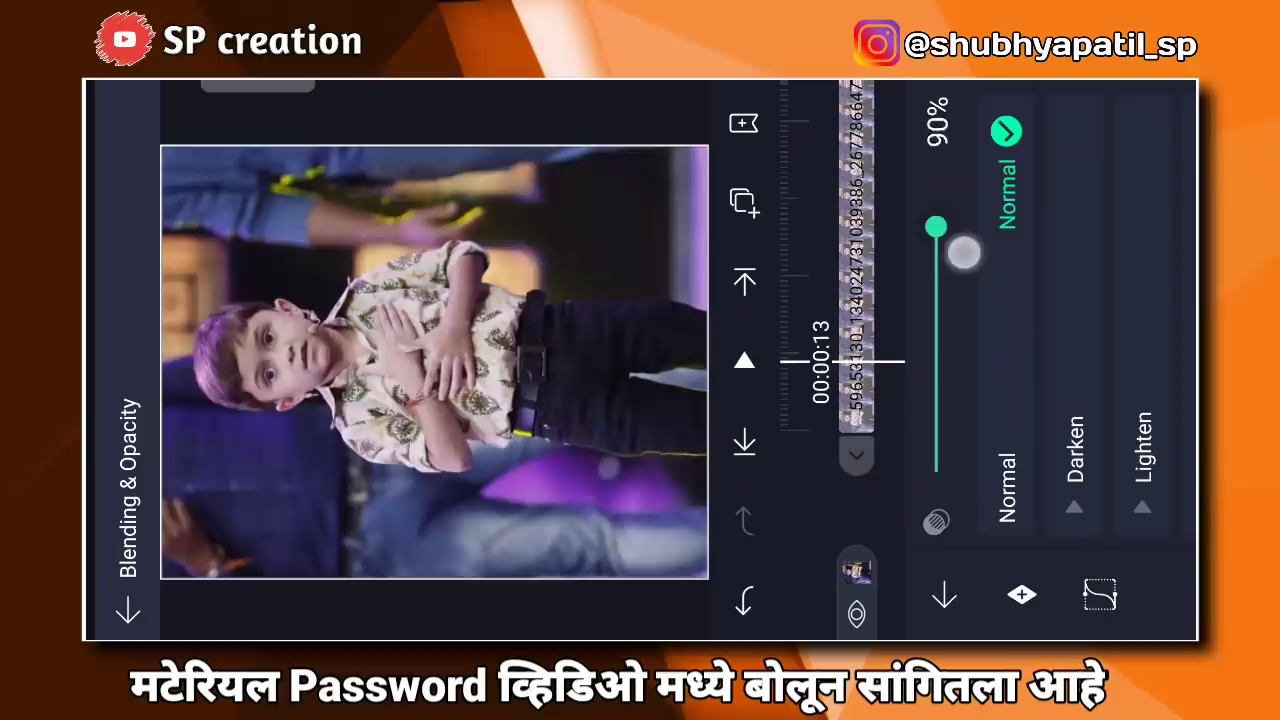 SP creation
@shubhyapatil_sp
Blending & Opacity
00:00:13
90%
Normal
Normal
Darken
Lighten
मटेरियल Password व्हिडिओ मध्ये बोलून सांगितला आहे